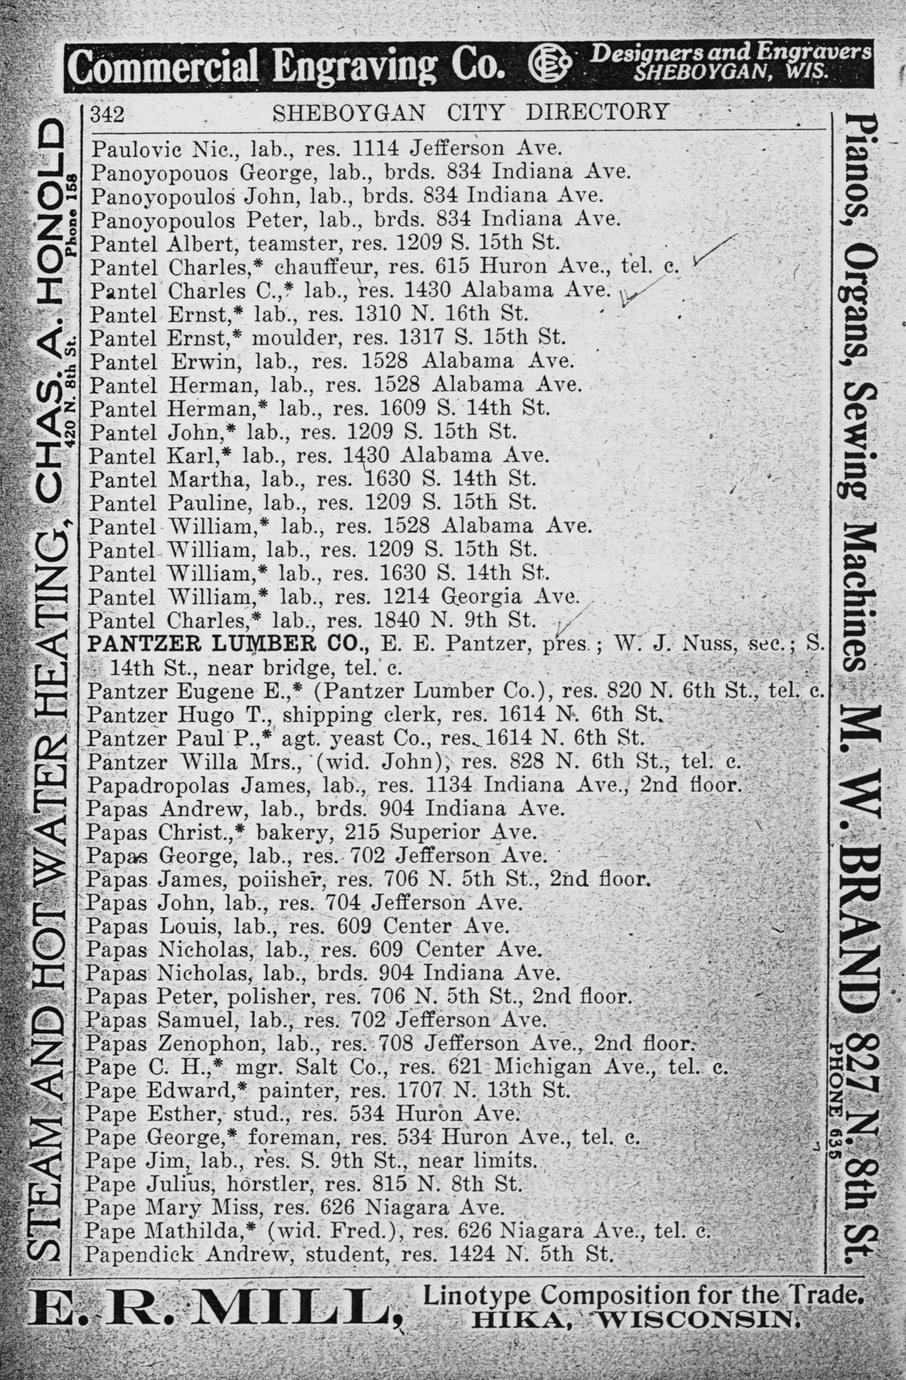 Commercial Engraving Co. CEC Designers and Engravers
SHEBOYGAN, WIS.
342 SHEBOYGAN CITY DIRECTORY
Paulovic Nic., lab., res. 1114 Jefferson Ave.
Panoyopouos George, lab., brds. 834 Indiana Ave.
Panoyopoulos John, lab., brds. 834 Indiana Ave.
Panoyopoulos Peter, lab., brds. 834 Indiana Ave.
Pantel Albert, teamster, res. 1209 S. 15th St.
Pantel Charles,* chauffeur, res. 615 Huron Ave., tel. c.
Pantel Charles C.,* lab., res. 1430 Alabama Ave.
Pantel Ernst,* lab., res. 1310 N. 16th St.
Pantel Ernst,* moulder, res. 1317 S. 15th St.
Pantel Erwin, lab., res. 1528 Alabama Ave.
Pantel Herman, lab., res. 1528 Alabama Ave.
Pantel Herman,* lab., res. 1609 S. 14th St.
Pantel John,* lab., res. 1209 S. 15th St.
Pantel Karl,* lab., res. 1430 Alabama Ave.
Pantel Martha, lab., res. 1630 S. 14th St.
Pantel Pauline, lab., res. 1209 S. 15th St.
Pantel William,* lab., res. 1528 Alabama Ave.
Pantel William, lab., res. 1209 S. 15th St.
Pantel William,* lab., res. 1630 S. 14th St.
Pantel William,* lab., res. 1214 Georgia Ave.
Pantel Charles,* lab., res. 1840 N. 9th St.
PANTZER LUMBER CO., E. E. Pantzer, pres.; W. J. Nuss, sec.; S.
14th St., near bridge, tel. c.
Pantzer Eugene E.,* (Pantzer Lumber Co.), res. 820 N. 6th St., tel. c.
Pantzer Hugo T., shipping clerk, res. 1614 N. 6th St.
Pantzer Paul P.,* agt. yeast Co., res. 1614 N. 6th St.
Pantzer Willa Mrs., (wid. John), res. 828 N. 6th St., tel. c.
Papadropolas James, lab., res. 1134 Indiana Ave., 2nd floor.
Papas Andrew, lab., brds. 904 Indiana Ave.
Papas Christ.,* bakery, 215 Superior Ave.
Papas George, lab., res. 702 Jefferson Ave.
Papas James, poiisher, res. 706 N. 5th St., 2nd floor.
Papas John, lab., res. 704 Jefferson Ave.
Papas Louis, lab., res. 609 Center Ave.
Papas Nicholas, lab., res. 609 Center Ave.
Papas Nicholas, lab., brds. 904 Indiana Ave.
Papas Peter, polisher, res. 706 N. 5th St., 2nd floor.
Papas Samuel, lab., res. 702 Jefferson Ave.
Papas Zenophon, lab., res. 708 Jefferson Ave., 2nd floor.
Pape C. H.,* mgr. Salt Co., res. 621 Michigan Ave., tel. c.
Pape Edward,* painter, res. 1707 N. 13th St.
Pape Esther, stud., res. 534 Huron Ave.
Pape George,* foreman, res. 534 Huron Ave., tel. c.
Pape Jim, lab., res. S. 9th St., near limits.
Pape Julius, horstler, res. 815 N. 8th St.
Pape Mary Miss, res. 626 Niagara Ave.
Pape Mathilda,* (wid. Fred.), res. 626 Niagara Ave., tel. c.
Papendick Andrew, student, res. 1424 N. 5th St.
STEAM AND HOT WATER HEATING, CHAS. A. HONOLD
420 N. 8th St. Phone 158
Pianos, Organs, Sewing Machines M. W. BRAND 827 N. 8th St.
PHONE 635
E. R. MILL, Linotype Composition for the Trade.
HIKA, WISCONSIN.